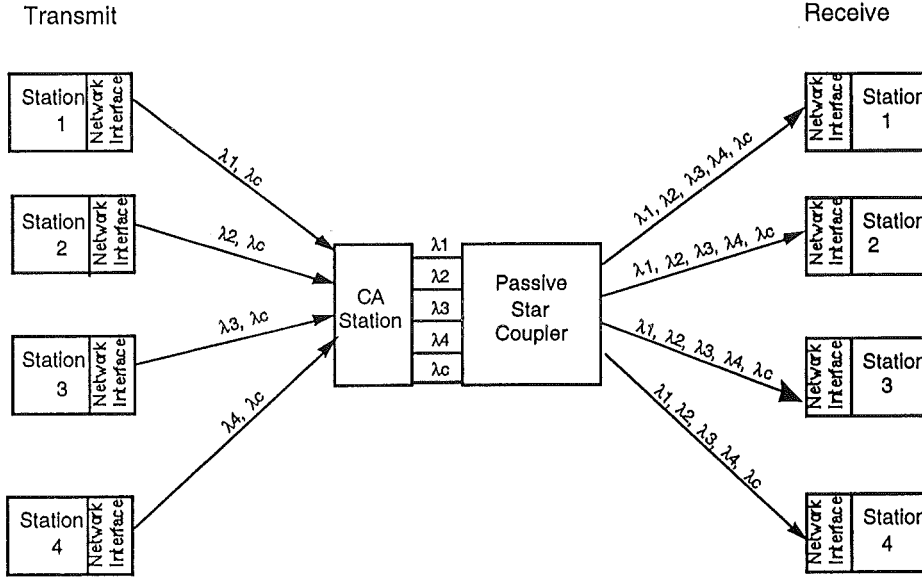 Transmit
Receive
Station
1
Network
Interface
λ1, λc
Station
2
Network
Interface
λ2, λc
Station
3
Network
Interface
λ3, λc
Station
4
Network
Interface
λ4, λc
CA
Station
λ1
λ2
λ3
λ4
λc
Passive
Star
Coupler
λ1, λ2, λ3, λ4, λc
Network
Interface
Station
1
λ1, λ2, λ3, λ4, λc
Network
Interface
Station
2
λ1, λ2, λ3, λ4, λc
Network
Interface
Station
3
λ1, λ2, λ3, λ4, λc
Network
Interface
Station
4